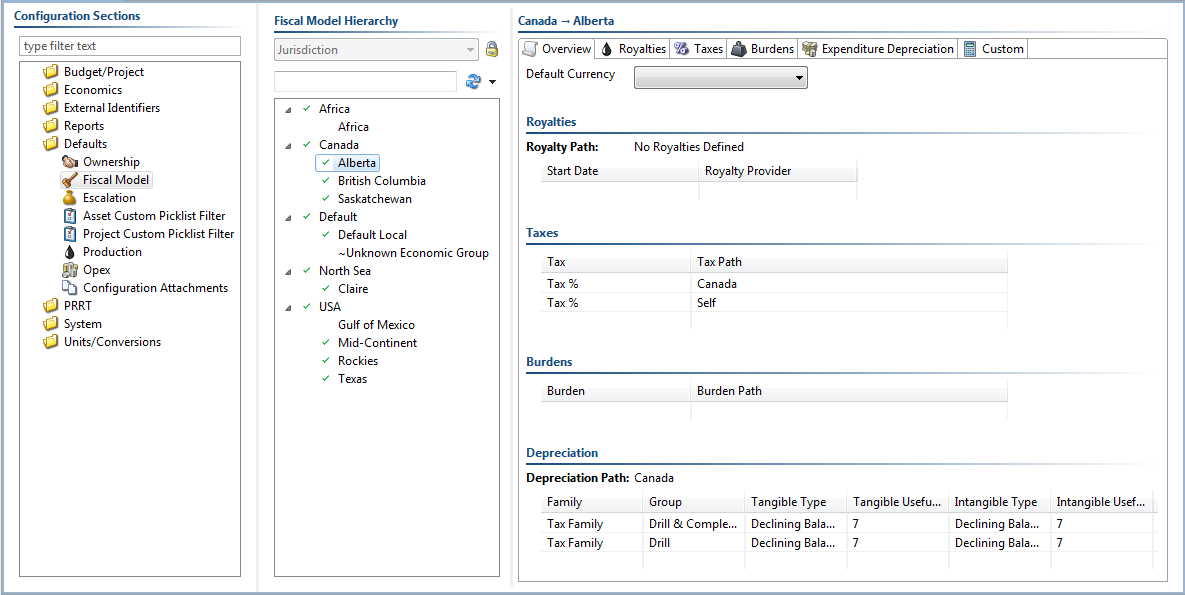 Configuration Sections
type filter text
Budget/Project
Economics
External Identifiers
Reports
Defaults
Ownership
Fiscal Model
Escalation
Asset Custom Picklist Filter
Project Custom Picklist Filter
Production
Opex
Configuration Attachments
PRRT
System
Units/Conversions
Fiscal Model Hierarchy
Jurisdiction
Africa
Africa
Canada
Alberta
British Columbia
Saskatchewan
Default
Default Local
~Unknown Economic Group
North Sea
Claire
USA
Gulf of Mexico
Mid-Continent
Rockies
Texas
Canada → Alberta
Overview Royalties Taxes Burdens Expenditure Depreciation Custom
Default Currency
Royalties
Royalty Path: No Royalties Defined
Start Date Royalty Provider
Taxes
Tax Tax Path
Tax % Canada
Tax % Self
Burdens
Burden Burden Path
Depreciation
Depreciation Path: Canada
Family Group Tangible Type Tangible Usefu... Intangible Type Intangible Usef...
Tax Family Drill & Comple... Declining Bala... 7 Declining Bala... 7
Tax Family Drill Declining Bala... 7 Declining Bala... 7